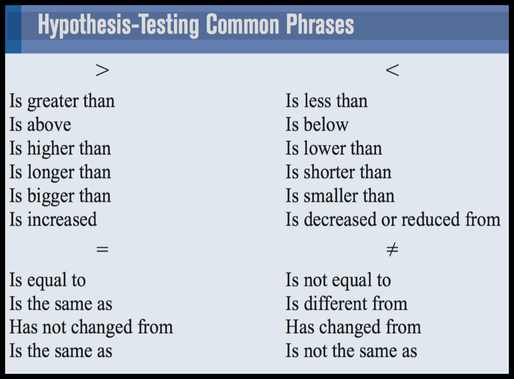 Hypothesis-Testing Common Phrases
> <
Is greater than Is less than
Is above Is below
Is higher than Is lower than
Is longer than Is shorter than
Is bigger than Is smaller than
Is increased Is decreased or reduced from
= ≠
Is equal to Is not equal to
Is the same as Is different from
Has not changed from Has changed from
Is the same as Is not the same as